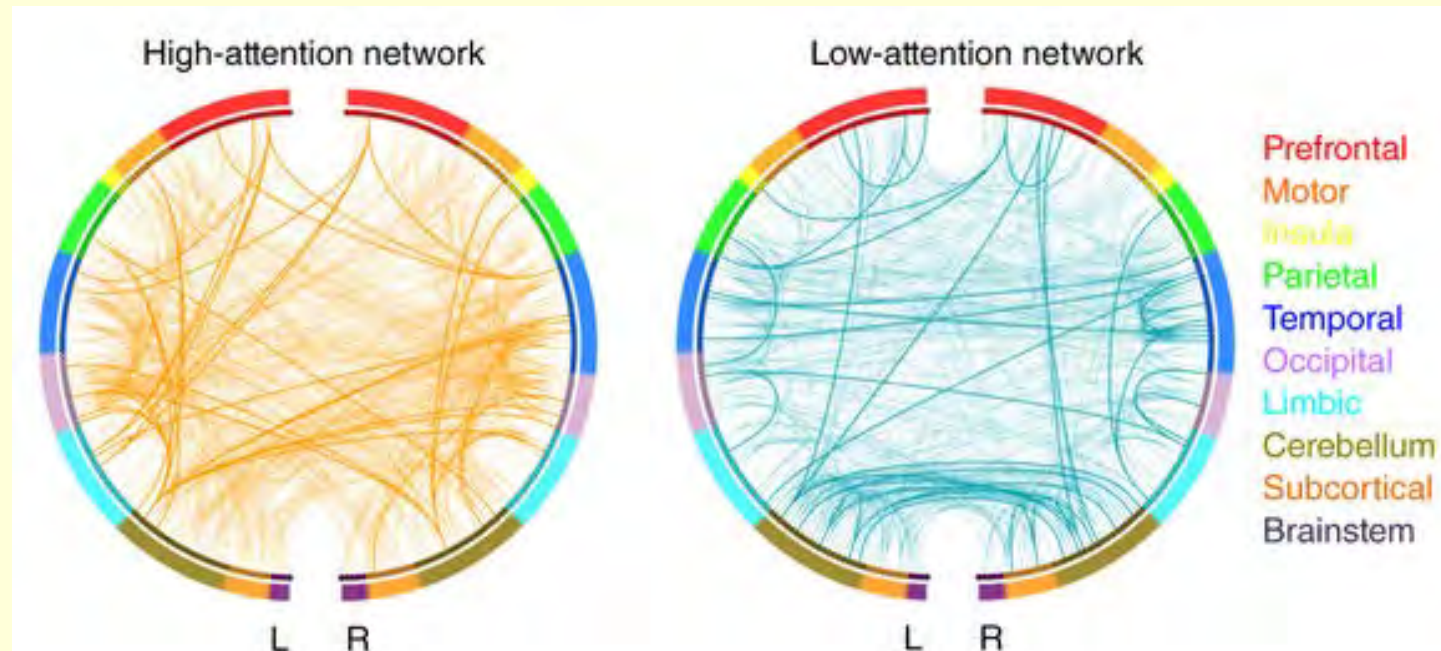 High-attention network
Low-attention network
Prefrontal
Motor
Insula
Parietal
Temporal
Occipital
Limbic
Cerebellum
Subcortical
Brainstem
L R
L R